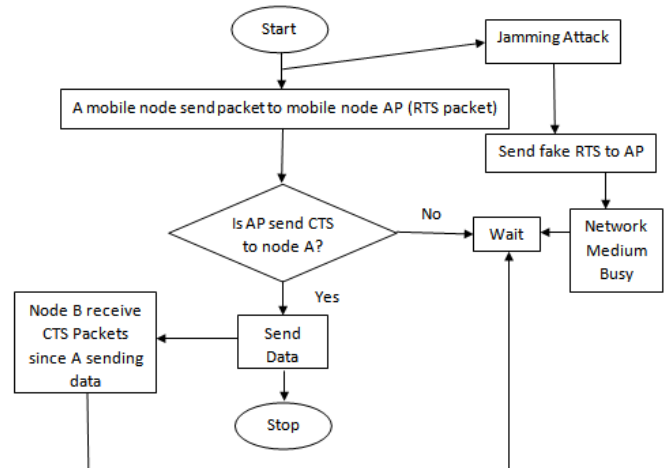 Start
Jamming Attack
A mobile node send packet to mobile node AP (RTS packet)
Send fake RTS to AP
Is AP send CTS
to node A?
No
Wait
Network
Medium
Busy
Yes
Node B receive
CTS Packets
since A sending
data
Send
Data
Stop